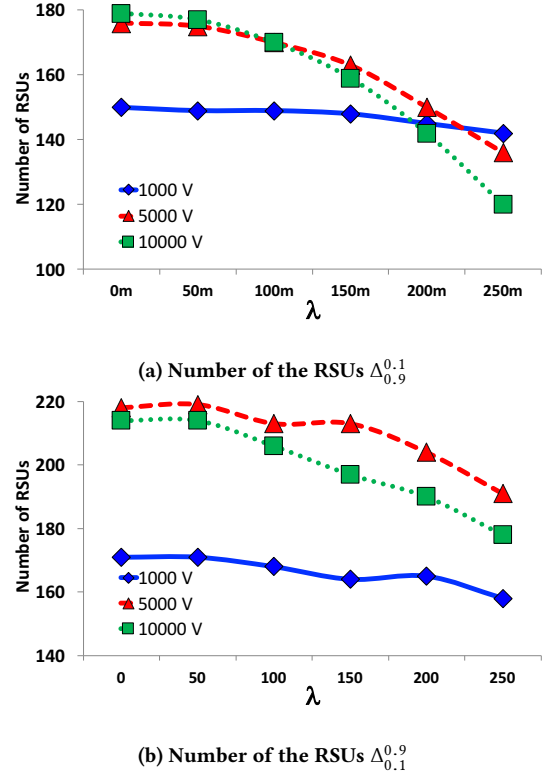 180
160
140
120
100
Number of RSUs
1000 V
5000 V
10000 V
0m 50m 100m 150m 200m 250m
λ
(a) Number of the RSUs Δ^{0.1}_{0.9}
220
200
180
160
140
Number of RSUs
1000 V
5000 V
10000 V
0 50 100 150 200 250
λ
(b) Number of the RSUs Δ^{0.9}_{0.1}